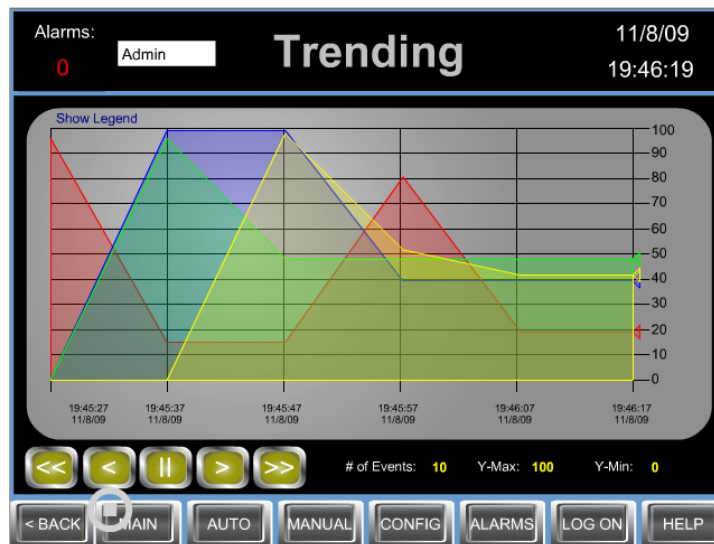 Alarms:
0
Admin
Trending
11/8/09
19:46:19
Show Legend
100
90
80
70
60
50
40
30
20
10
0
19:45:27 19:45:37 19:45:47 19:45:57 19:46:07 19:46:17
11/8/09 11/8/09 11/8/09 11/8/09 11/8/09 11/8/09
<< < || > >>
# of Events: 10 Y-Max: 100 Y-Min: 0
< BACK MAIN AUTO MANUAL CONFIG ALARMS LOG ON HELP